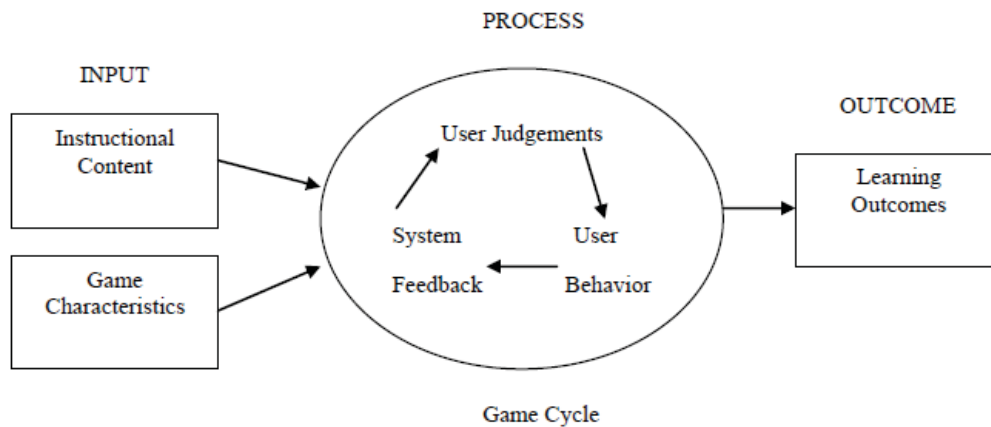 PROCESS
INPUT
OUTCOME
Instructional
Content
User Judgements
Learning
Outcomes
System
Feedback
User
Behavior
Game
Characteristics
Game Cycle